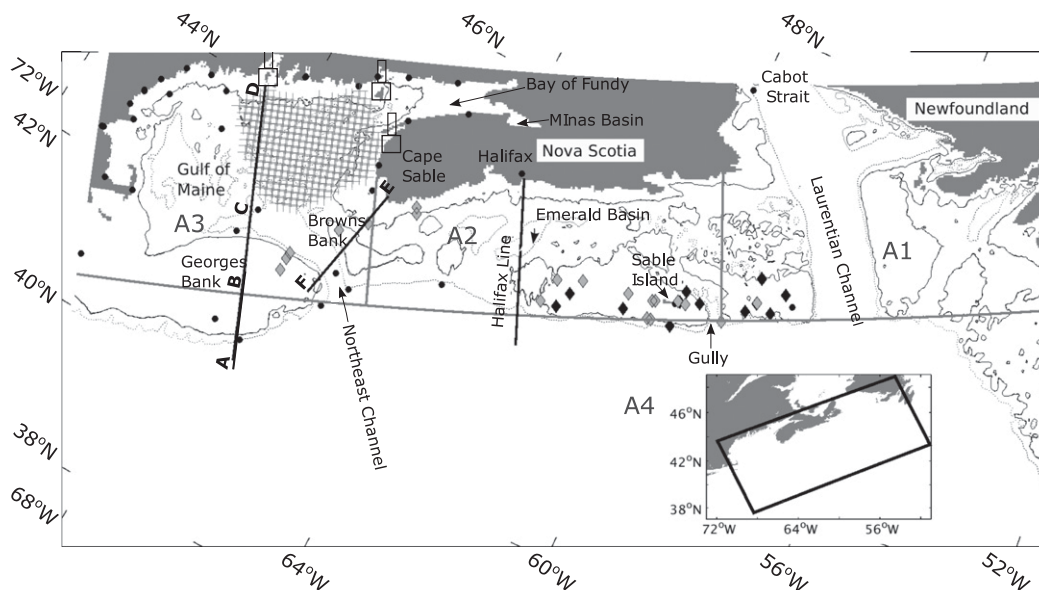 44°N
46°N
48°N
72°W
42°N
40°N
38°N
68°W
64°W
60°W
56°W
52°W
D
Bay of Fundy
MInas Basin
Cabot
Strait
Newfoundland
Nova Scotia
Halifax
Cape
Sable
Gulf of
Maine
E
C
A3
Browns
Bank
A2
Emerald Basin
Laurentian Channel
A1
Georges
Bank
B
F
Halifax Line
Sable
Island
Northeast Channel
A
Gully
A4
46°N
42°N
38°N
72°W
64°W
56°W